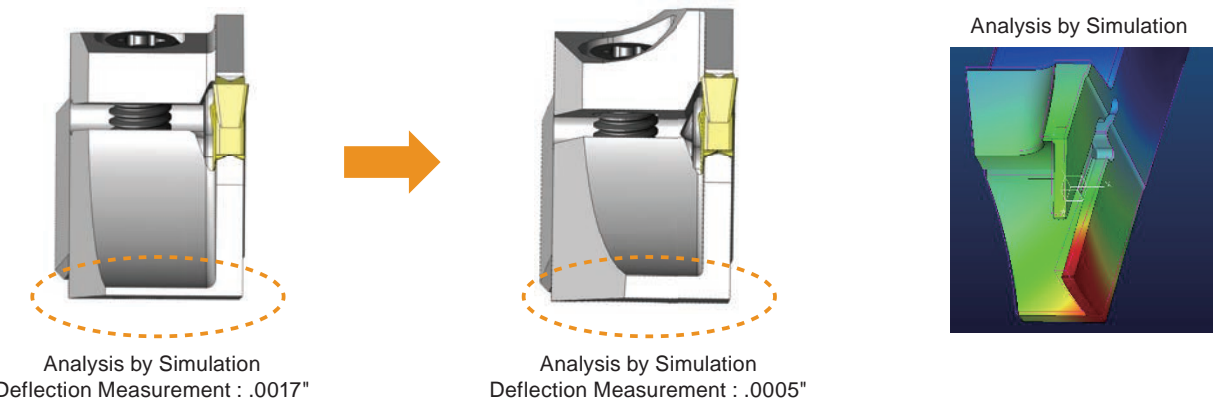 Analysis by Simulation
Analysis by Simulation
Deflection Measurement : .0017"
Analysis by Simulation
Deflection Measurement : .0005"